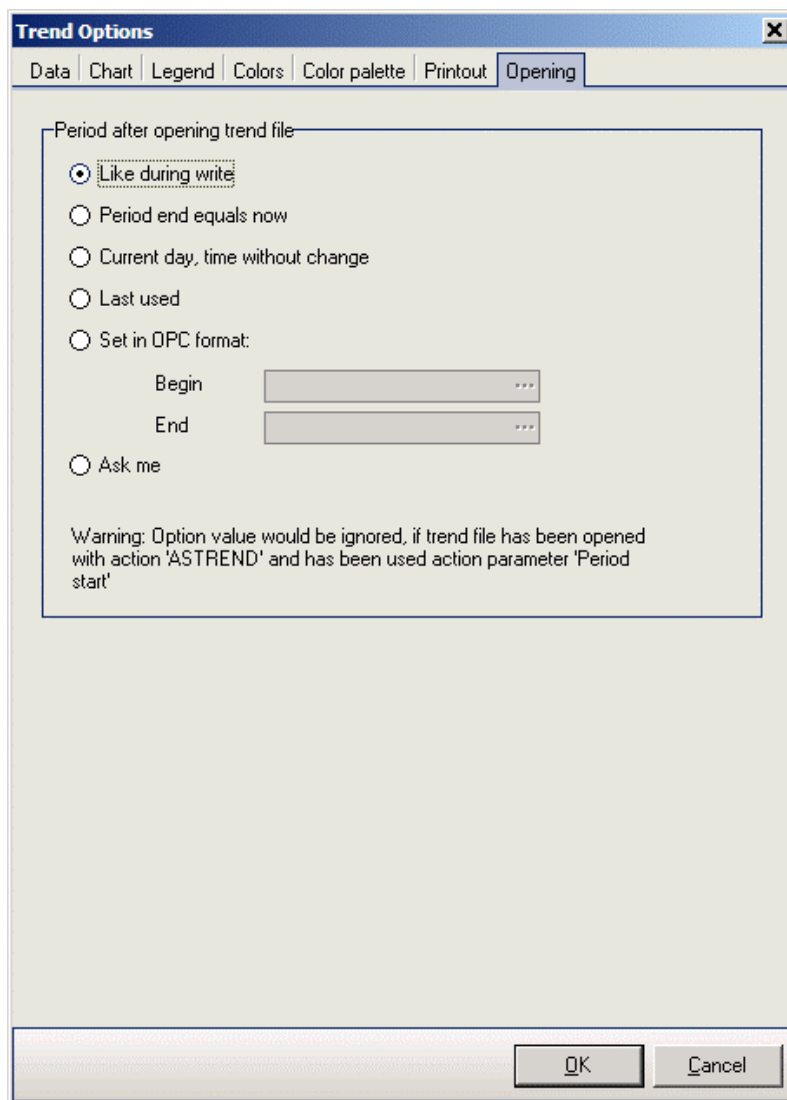 Trend Options
Data Chart Legend Colors Color palette Printout Opening
Period after opening trend file
Like during write
Period end equals now
Current day, time without change
Last used
Set in OPC format:
Begin ...
End ...
Ask me
Warning: Option value would be ignored, if trend file has been opened
with action 'ASTREND' and has been used action parameter 'Period
start'
OK Cancel